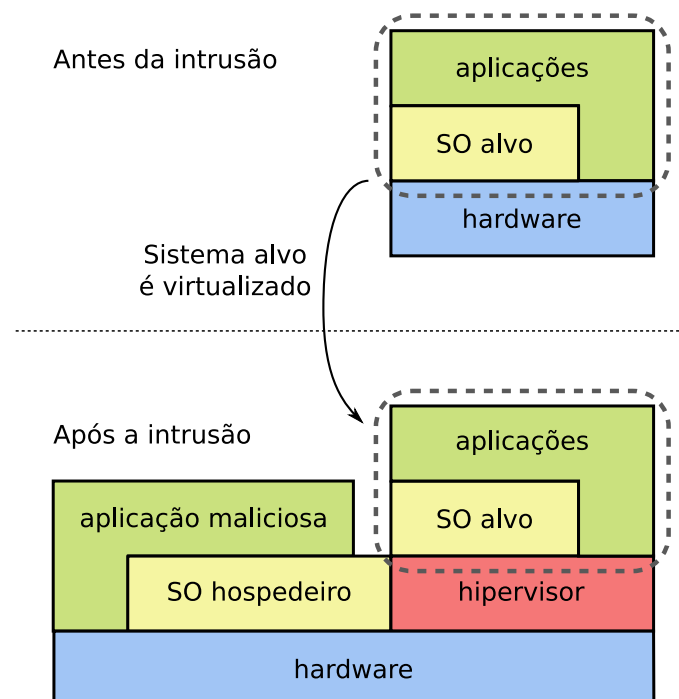 Antes da intrusão
aplicações
SO alvo
hardware
Sistema alvo
é virtualizado
Após a intrusão
aplicações
aplicação maliciosa
SO alvo
SO hospedeiro
hipervisor
hardware